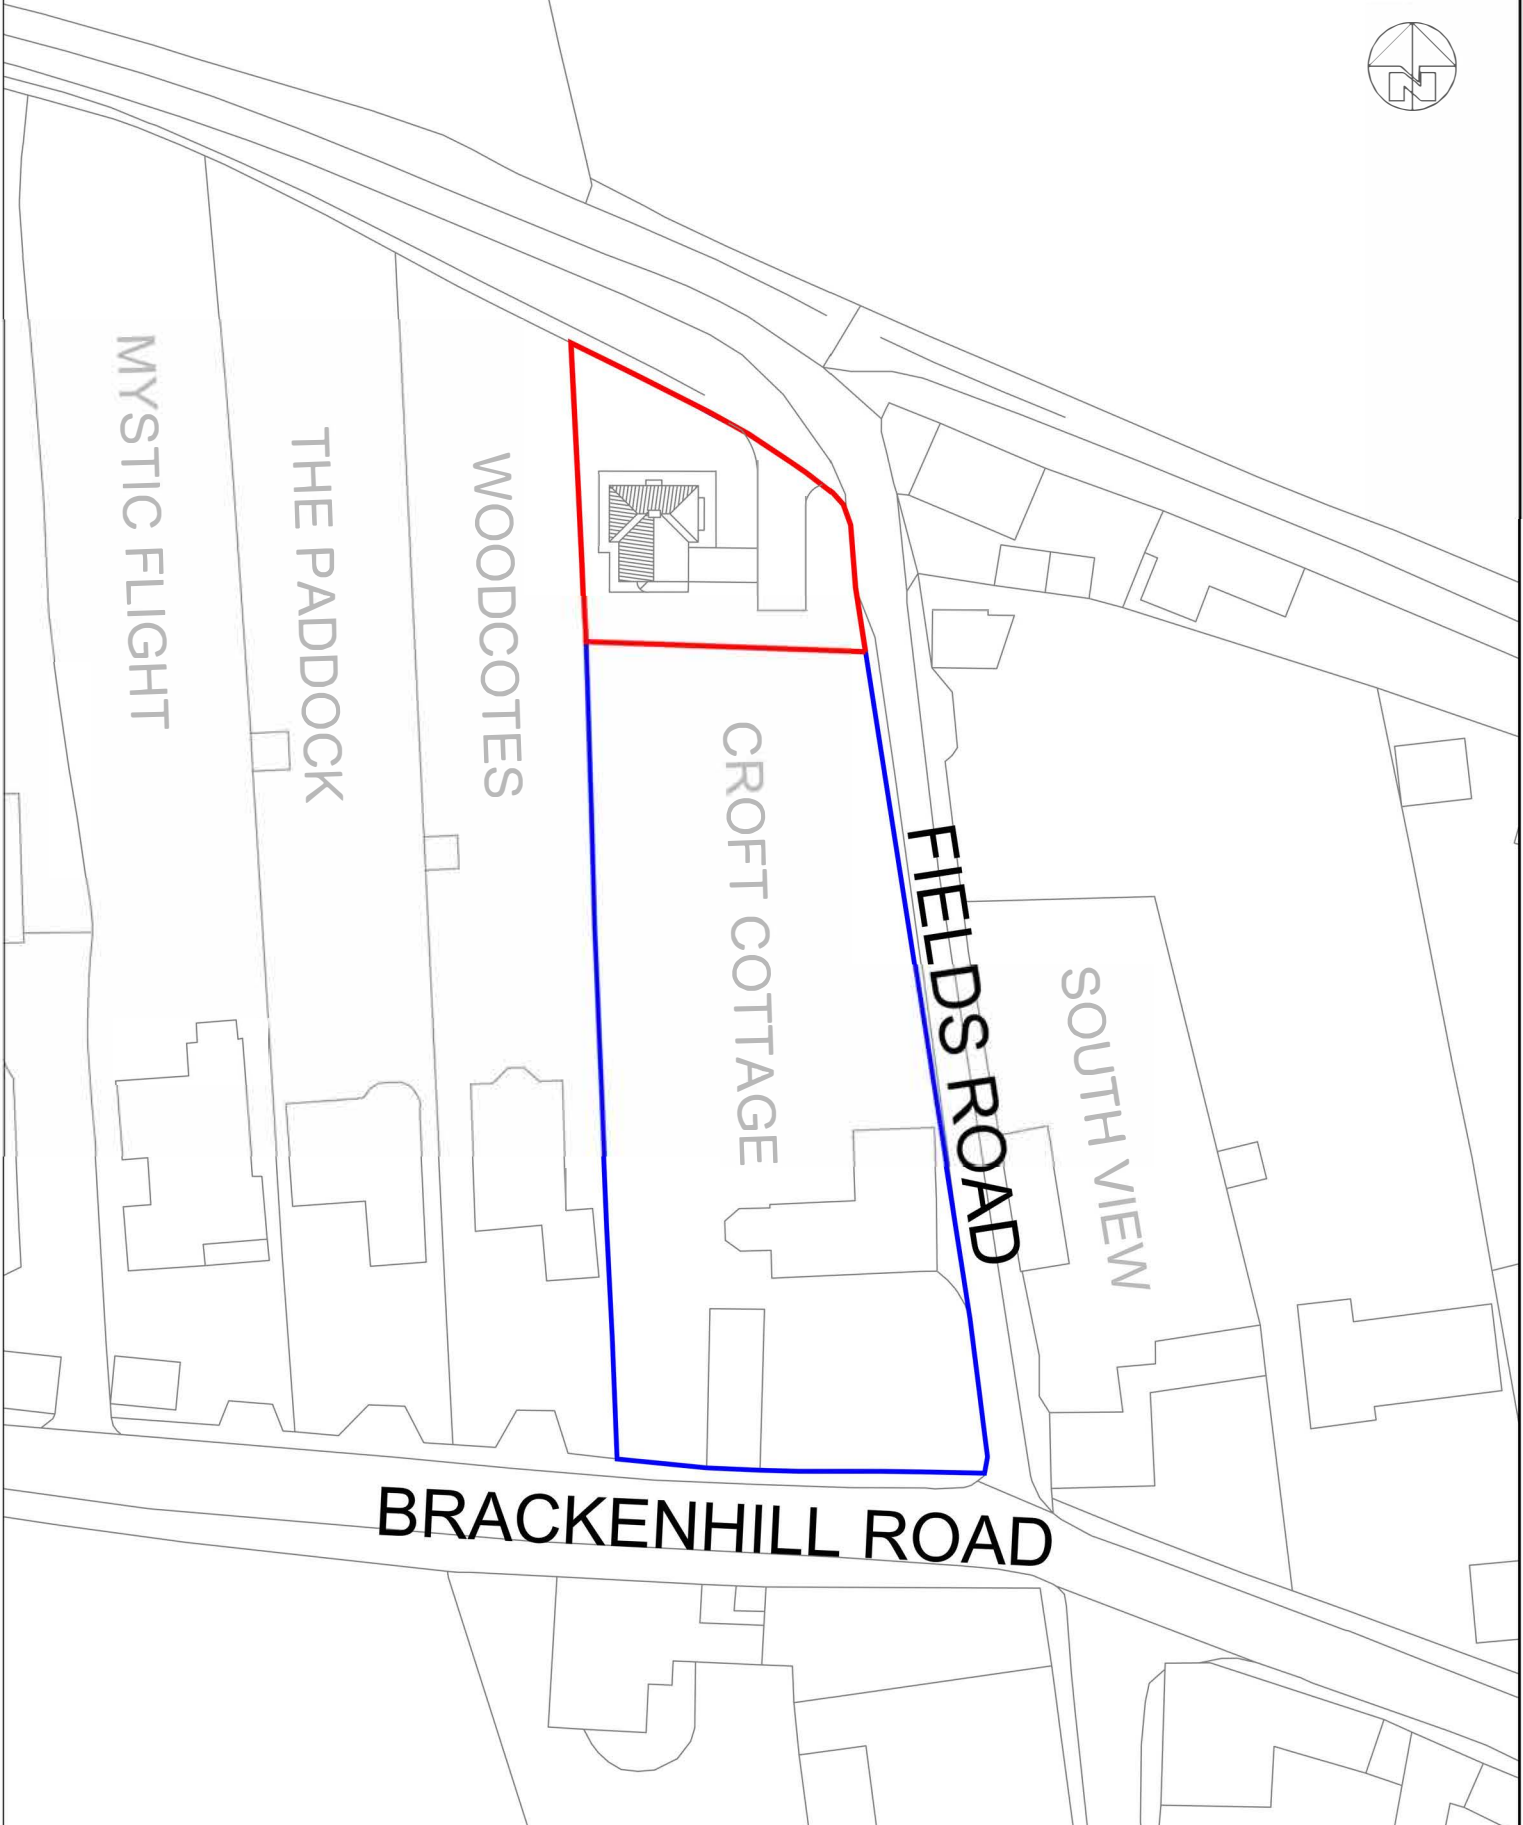 N
MYSTIC FLIGHT
THE PADDOCK
WOODCOTES
CROFT COTTAGE
FIELDS ROAD
SOUTH VIEW
BRACKENHILL ROAD